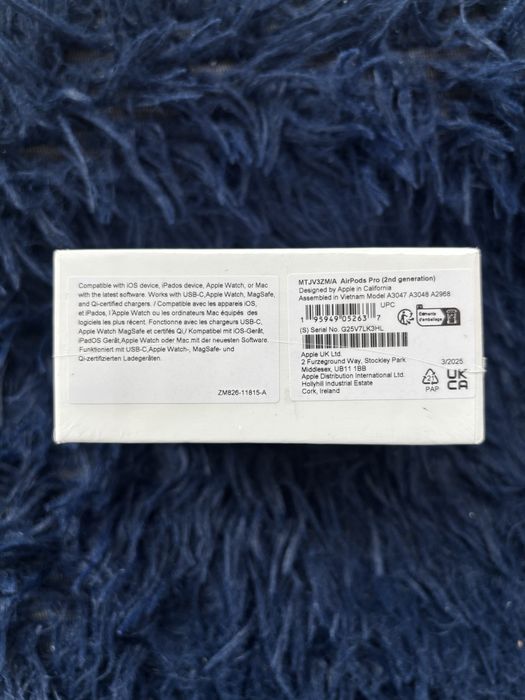 Compatible with iOS device, iPados device, Apple Watch, or Mac
with the latest software. Works with USB-C,Apple Watch, MagSafe,
and Qi-certified chargers. / Compatible avec les appareils iOS,
et iPados, l'Apple Watch ou les ordinateurs Mac équipés des
logiciels les plus récent. Fonctionne avec les chargeurs USB-C,
Apple Watch MagSafe et certifiés Q/ / Kompatibel mit iOS-Gerät,
iPadOS Gerät,Apple Watch oder Mac mit der neuesten Software.
Funktioniert mit USB-C,Apple Watch-, MagSafe- und
Qi-zertifizierten Ladegeräten.
ZM826-11815-A
MTJV3ZM/A AirPods Pro (2nd generation)
Designed by Apple in California
Assembled in Vietnam Model A3047 A3048 A2968
UPC
1 95949 05263 7
Éléments
d'emballage
(S) Serial No. G25V7LK3HL
Apple UK Ltd.
2 Furzeground Way, Stockley Park
Middlesex, UB11 1BB
Apple Distribution International Ltd.
Hollyhill Industrial Estate
Cork, Ireland
3/2025
21
PAP
UK
CA